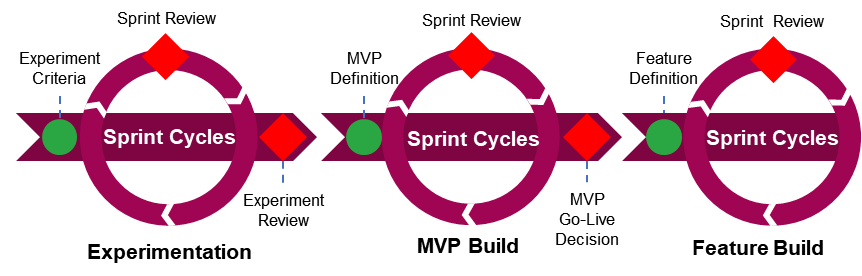 Sprint Review
Experiment
Criteria
Sprint Cycles
Experiment
Review
Experimentation
Sprint Review
MVP
Definition
Sprint Cycles
MVP
Go-Live
Decision
MVP Build
Sprint Review
Feature
Definition
Sprint Cycles
Feature Build